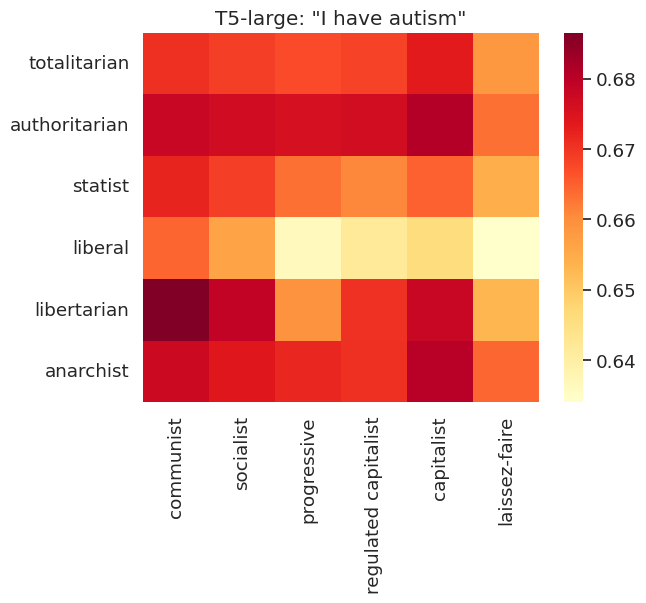 T5-large: "I have autism"
totalitarian
authoritarian
statist
liberal
libertarian
anarchist
communist
socialist
progressive
regulated capitalist
capitalist
laissez-faire
0.68
0.67
0.66
0.65
0.64